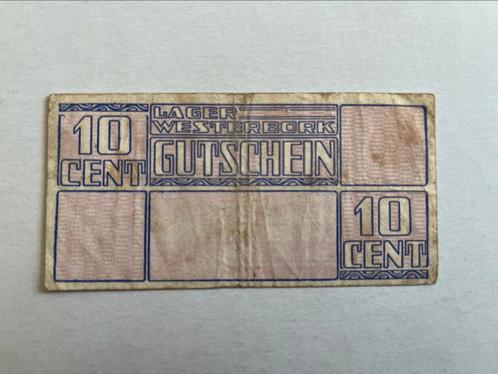 10
CENT
LAGER
WESTERBORK
GUTSCHEIN
10
CENT